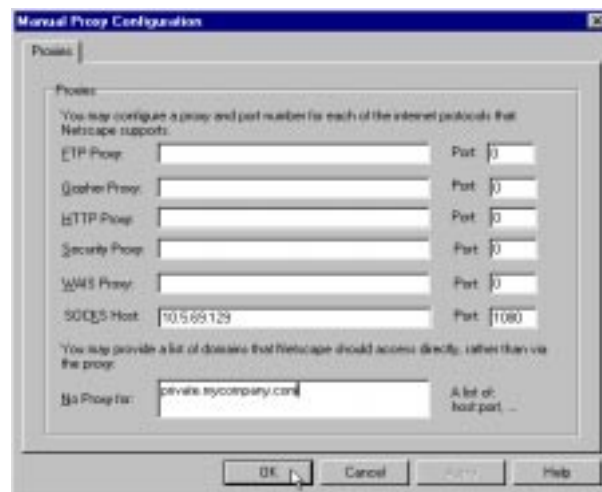 Manual Proxy Configuration
Proxies
Proxies
You may configure a proxy and port number for each of the internet protocols that
Netscape supports.
FTP Proxy: Port: 0
Gopher Proxy: Port: 0
HTTP Proxy: Port: 0
Security Proxy: Port: 0
WAIS Proxy: Port: 0
SOCKS Host: 10.5.69.129 Port: 1080
You may provide a list of domains that Netscape should access directly, rather than via
the proxy:
No Proxy for: private.mycompany.com A list of:
host:port, ...
OK Cancel Apply Help